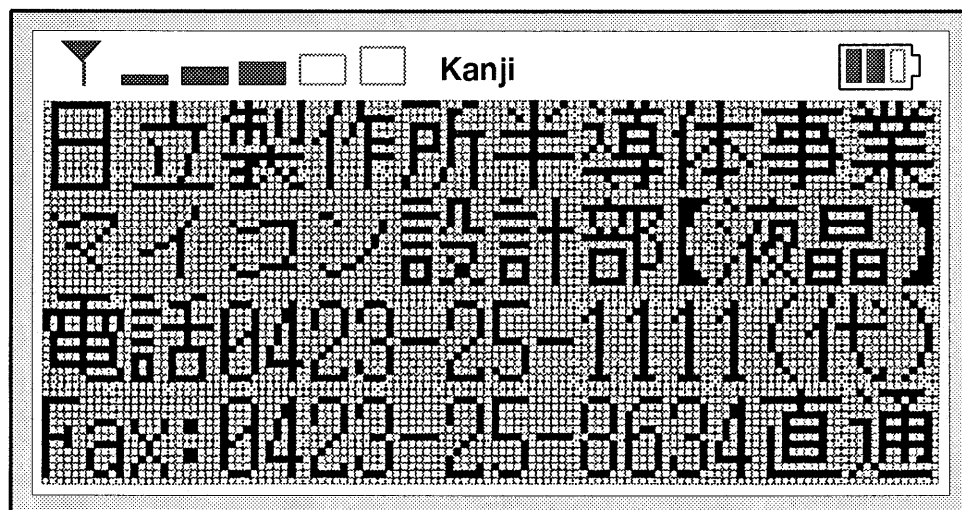 Kanji
日立製作所半導体事業
マイコン設計部【液晶】
電話0423-25-1111(代)
Fax:0423-25-8634直通